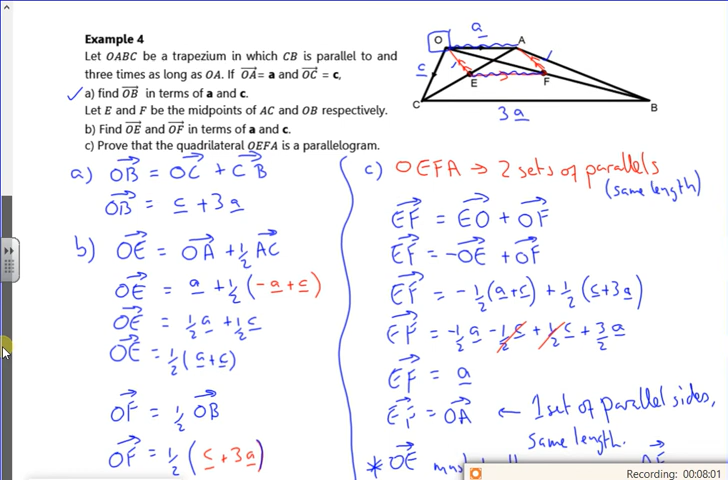 Example 4
Let OABC be a trapezium in which CB is parallel to and
three times as long as OA. If OA⃗ = a and OC⃗ = c,
a) find OB⃗ in terms of a and c.
Let E and F be the midpoints of AC and OB respectively.
b) Find OE⃗ and OF⃗ in terms of a and c.
c) Prove that the quadrilateral OEFA is a parallelogram.
a
O
A
c
E
F
C
B
3a
a) OB⃗ = OC⃗ + CB⃗
OB⃗ = c + 3a
b) OE⃗ = OA⃗ + ½AC⃗
OE⃗ = a + ½(-a + c)
OE⃗ = ½a + ½c
OE⃗ = ½(a + c)
OF⃗ = ½ OB⃗
OF⃗ = ½(c + 3a)
c) OEFA → 2 sets of parallels
(same length)
EF⃗ = EO⃗ + OF⃗
EF⃗ = -OE⃗ + OF⃗
EF⃗ = -½(a+c) + ½(c+3a)
EF⃗ = -½a - ½c + ½c + 3/2 a
EF⃗ = a
EF⃗ = OA⃗ ← 1 set of parallel sides,
same length.
* OE⃗ must
Recording: 00:08:01